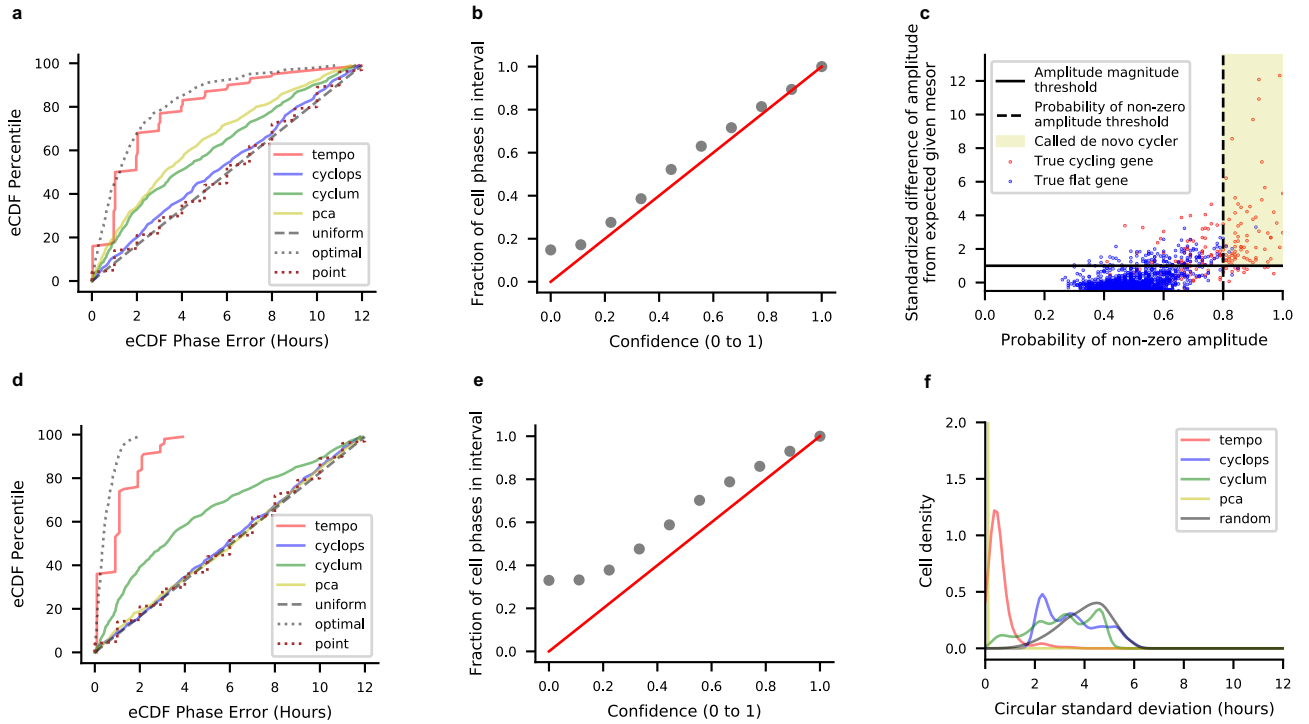 a
eCDF Percentile
100
80
60
40
20
0
tempo
cyclops
cyclum
pca
uniform
optimal
point
0 2 4 6 8 10 12
eCDF Phase Error (Hours)
b
Fraction of cell phases in interval
1.0
0.8
0.6
0.4
0.2
0.0
0.0 0.2 0.4 0.6 0.8 1.0
Confidence (0 to 1)
c
Standardized difference of amplitude
from expected given mesor
12
10
8
6
4
2
0
Amplitude magnitude
threshold
Probability of non-zero
amplitude threshold
Called de novo cycler
True cycling gene
True flat gene
0.0 0.2 0.4 0.6 0.8 1.0
Probability of non-zero amplitude
d
eCDF Percentile
100
80
60
40
20
0
tempo
cyclops
cyclum
pca
uniform
optimal
point
0 2 4 6 8 10 12
eCDF Phase Error (Hours)
e
Fraction of cell phases in interval
1.0
0.8
0.6
0.4
0.2
0.0
0.0 0.2 0.4 0.6 0.8 1.0
Confidence (0 to 1)
f
Cell density
2.0
1.5
1.0
0.5
0.0
tempo
cyclops
cyclum
pca
random
0 2 4 6 8 10 12
Circular standard deviation (hours)